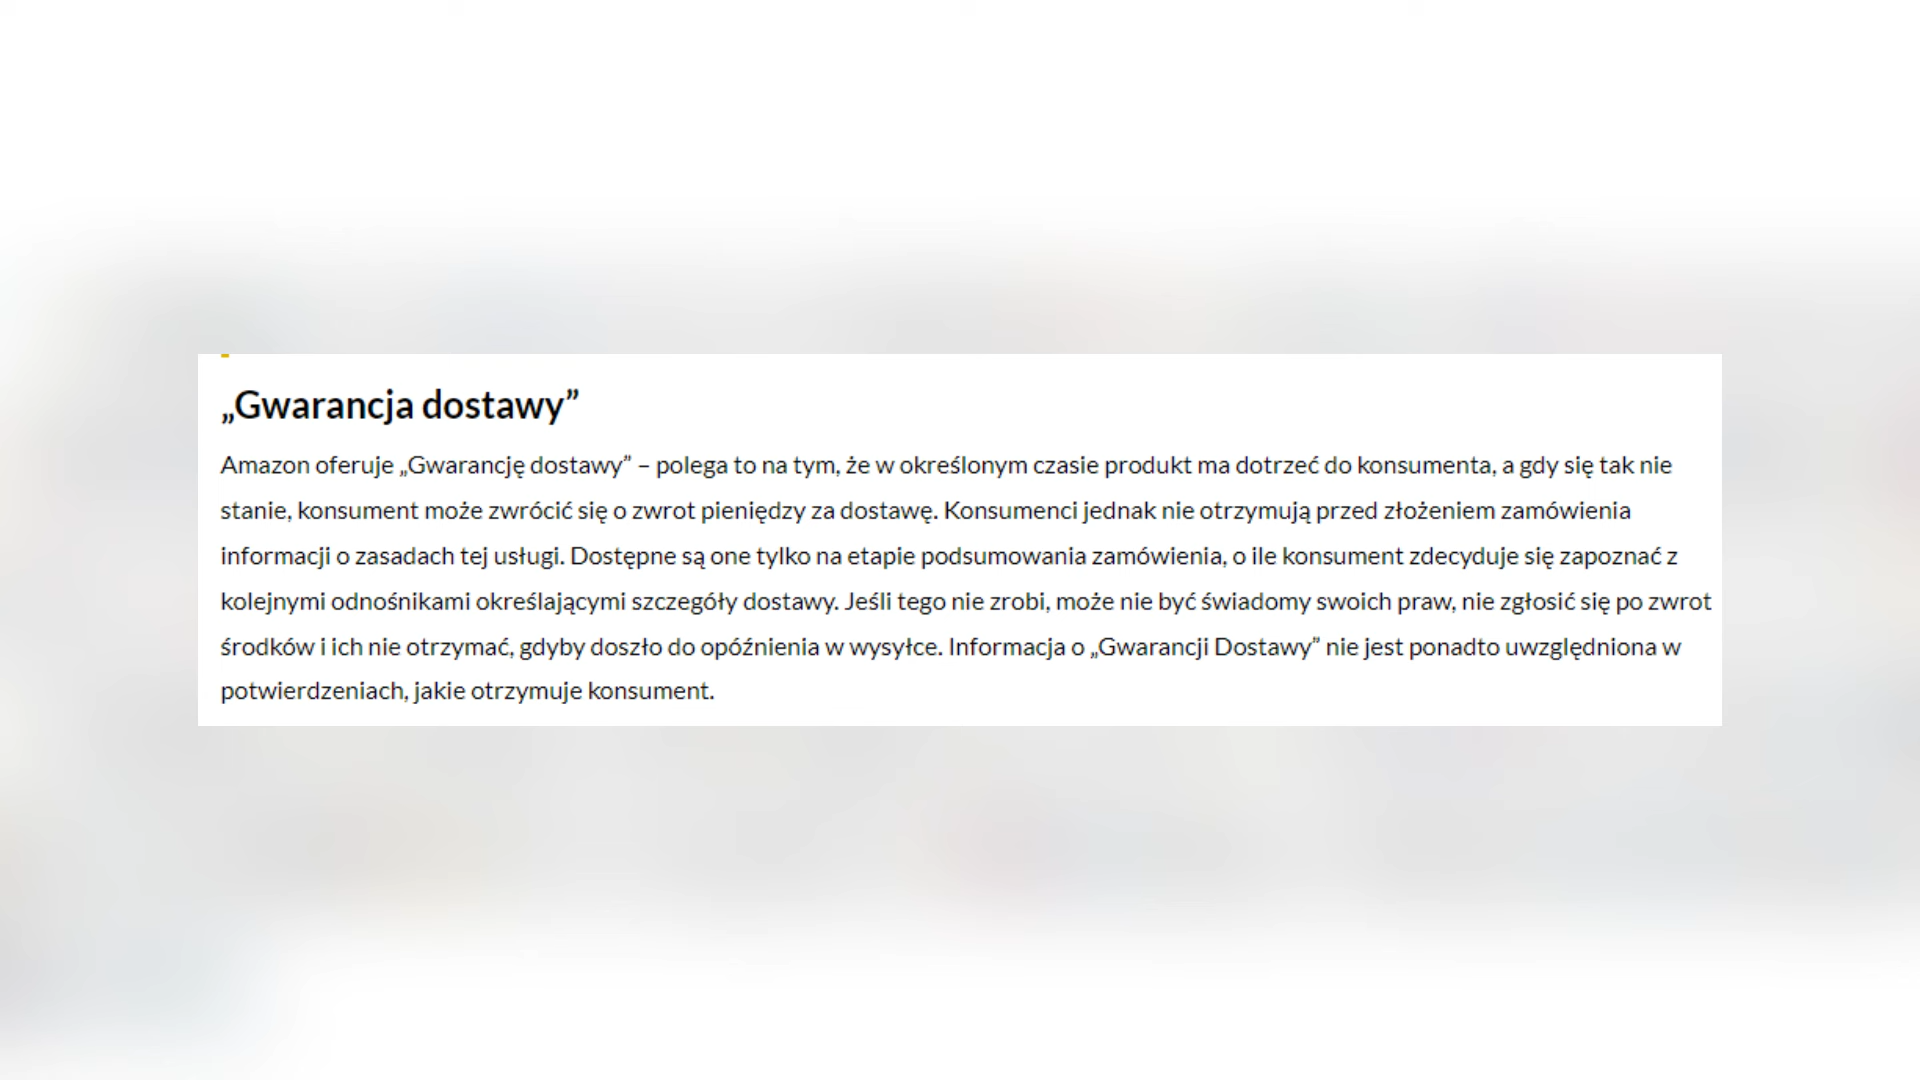 „Gwarancja dostawy”
Amazon oferuje „Gwarancję dostawy” – polega to na tym, że w określonym czasie produkt ma dotrzeć do konsumenta, a gdy się tak nie
stanie, konsument może zwrócić się o zwrot pieniędzy za dostawę. Konsumenci jednak nie otrzymują przed złożeniem zamówienia
informacji o zasadach tej usługi. Dostępne są one tylko na etapie podsumowania zamówienia, o ile konsument zdecyduje się zapoznać z
kolejnymi odnośnikami określającymi szczegóły dostawy. Jeśli tego nie zrobi, może nie być świadomy swoich praw, nie zgłosić się po zwrot
środków i ich nie otrzymać, gdyby doszło do opóźnienia w wysyłce. Informacja o „Gwarancji Dostawy” nie jest ponadto uwzględniona w
potwierdzeniach, jakie otrzymuje konsument.